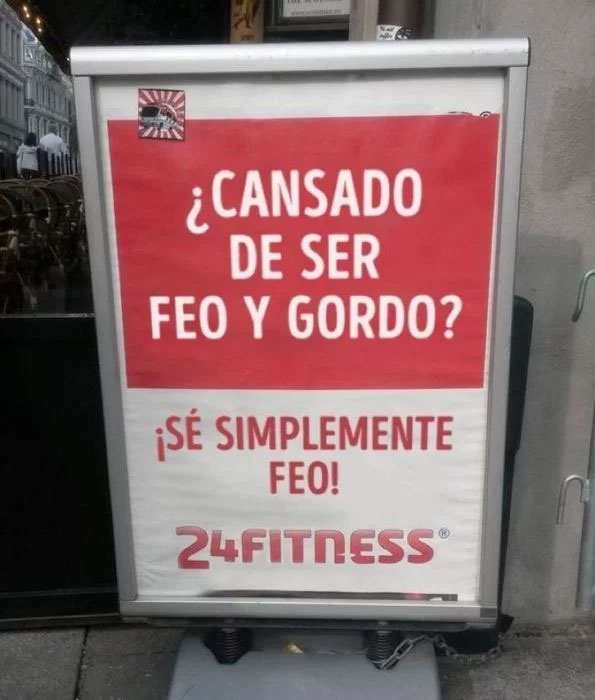 ¿CANSADO
DE SER
FEO Y GORDO?
¡SÉ SIMPLEMENTE
FEO!
24FITNESS®